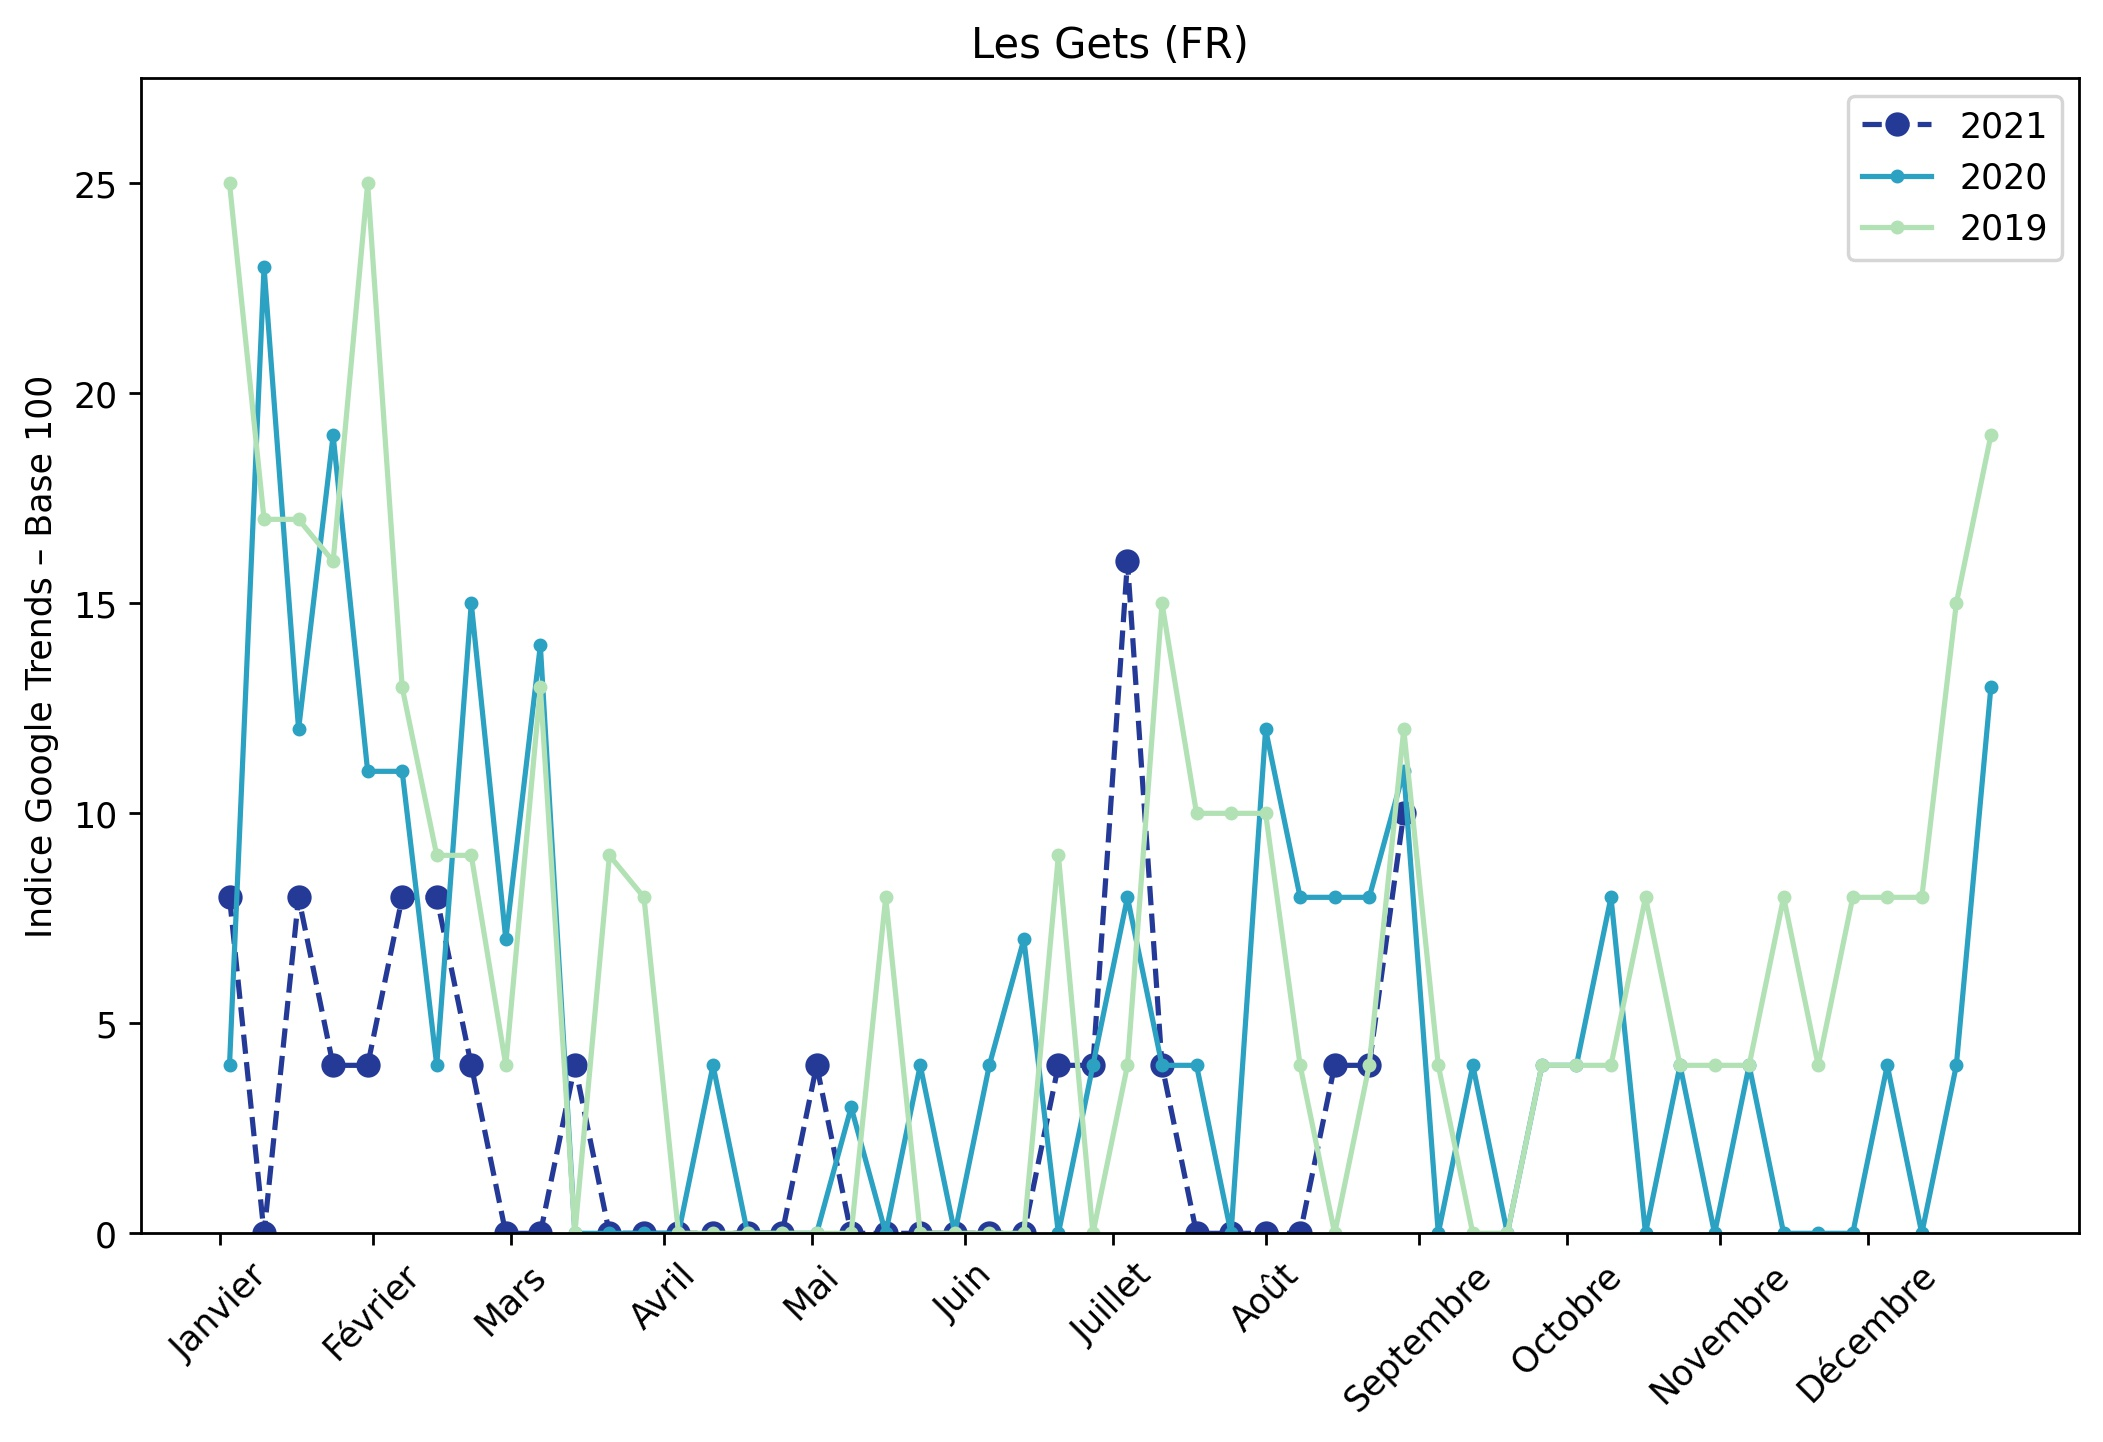 Les Gets (FR)
Indice Google Trends – Base 100
25
20
15
10
5
0
2021
2020
2019
Janvier
Février
Mars
Avril
Mai
Juin
Juillet
Août
Septembre
Octobre
Novembre
Décembre